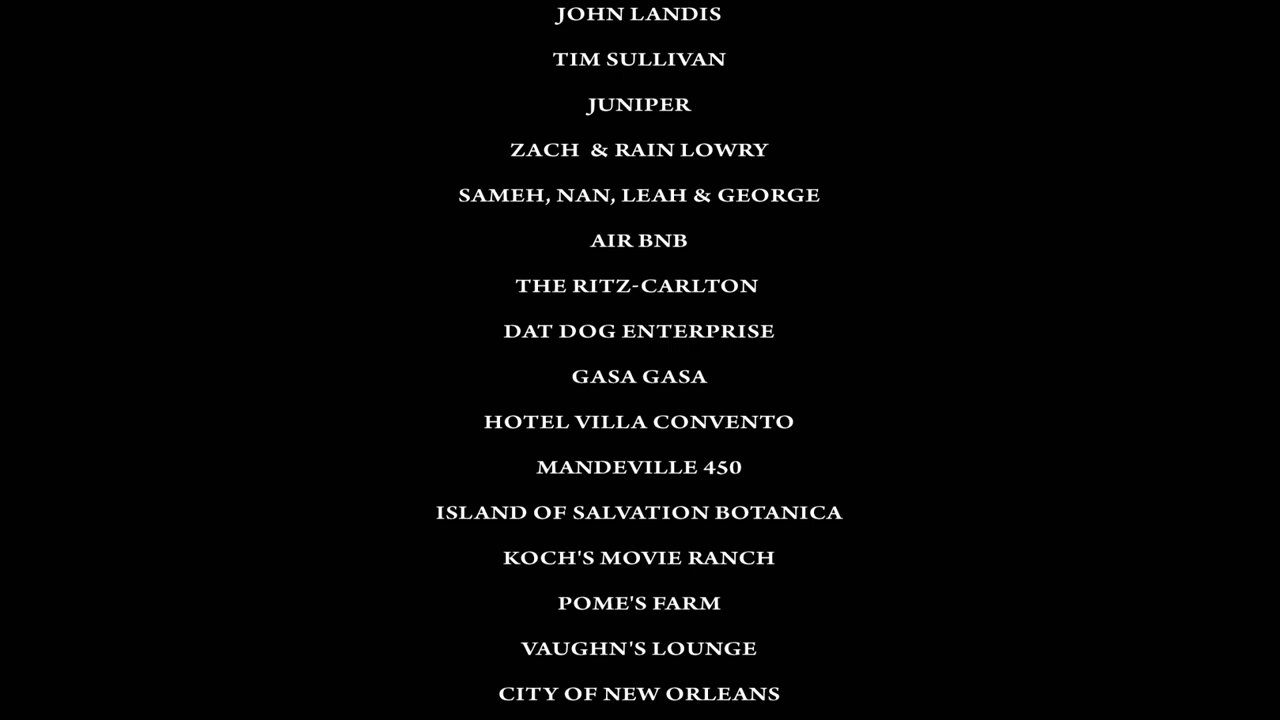 JOHN LANDIS
TIM SULLIVAN
JUNIPER
ZACH & RAIN LOWRY
SAMEH, NAN, LEAH & GEORGE
AIR BNB
THE RITZ-CARLTON
DAT DOG ENTERPRISE
GASA GASA
HOTEL VILLA CONVENTO
MANDEVILLE 450
ISLAND OF SALVATION BOTANICA
KOCH'S MOVIE RANCH
POME'S FARM
VAUGHN'S LOUNGE
CITY OF NEW ORLEANS